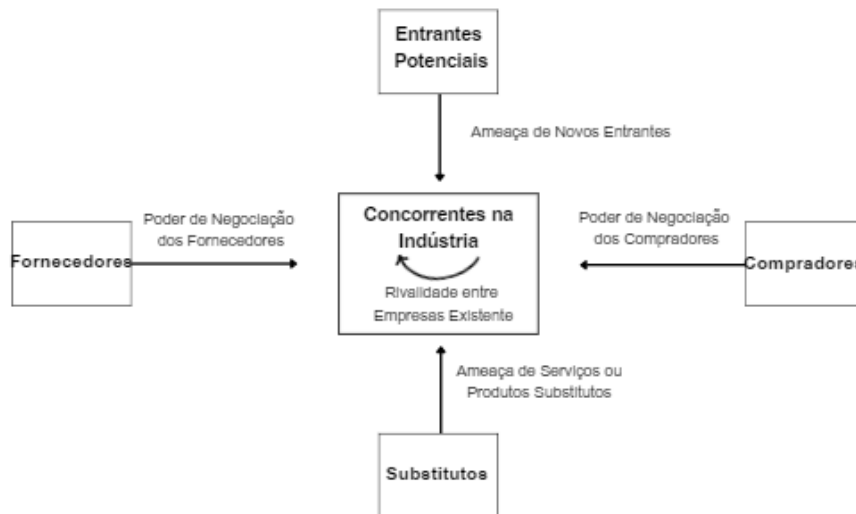 Entrantes
Potenciais
Ameaça de Novos Entrantes
Poder de Negociação
dos Fornecedores
Concorrentes na
Indústria
Poder de Negociação
dos Compradores
Fornecedores
Compradores
Rivalidade entre
Empresas Existente
Ameaça de Serviços ou
Produtos Substitutos
Substitutos